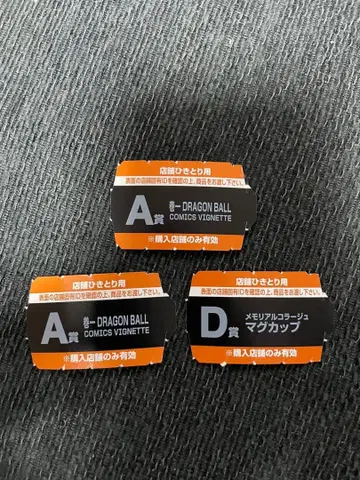 店舗ひきとり用
表面の店舗固有IDを確認の上、商品をお渡し下さい。
A賞
巻一 DRAGON BALL
COMICS VIGNETTE
※購入店舗のみ有効
店舗ひきとり用
表面の店舗固有IDを確認の上、商品をお渡し下さい。
A賞
巻一 DRAGON BALL
COMICS VIGNETTE
※購入店舗のみ有効
店舗ひきとり用
表面の店舗固有IDを確認の上、商品をお渡し下さい。
D賞
メモリアルコラージュ
マグカップ
※購入店舗のみ有効